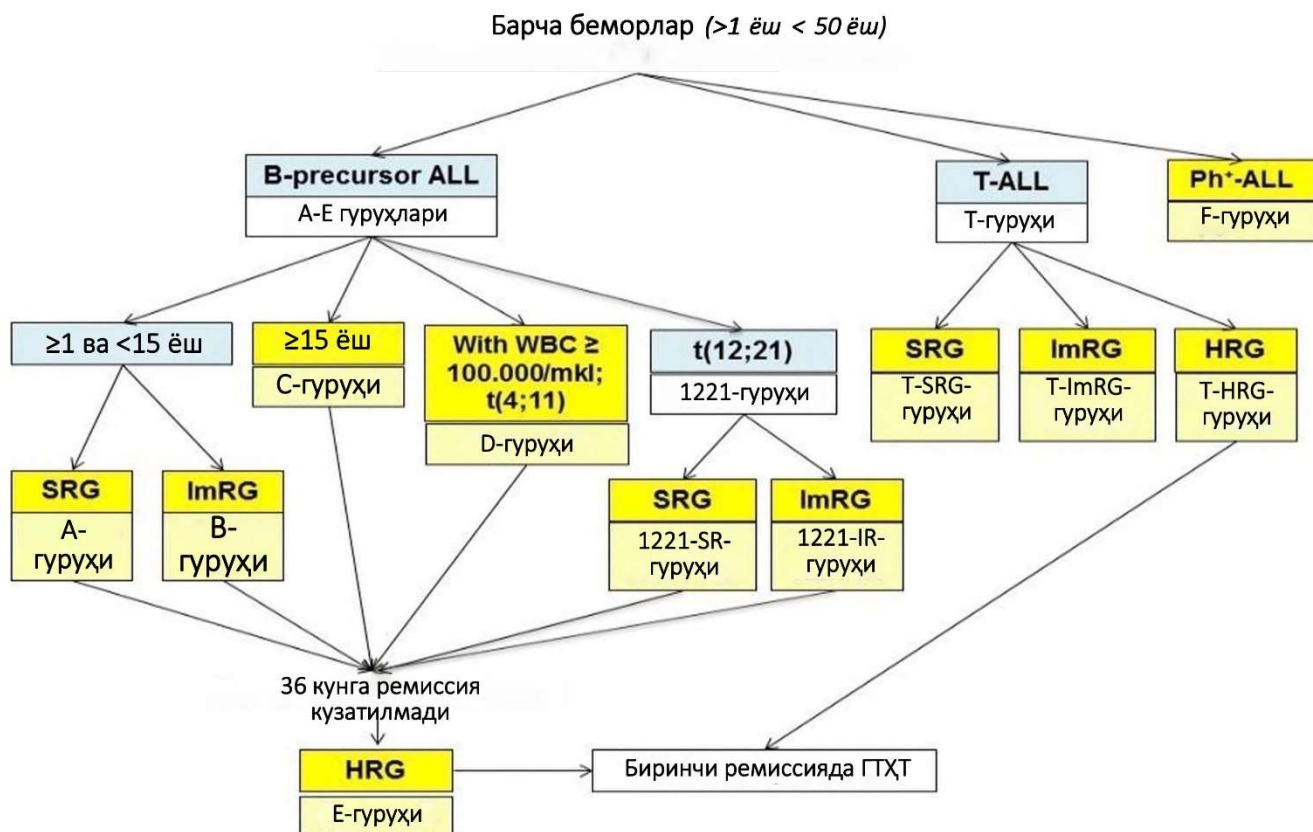 Барча беморлар (>1 ёш < 50 ёш)
B-precursor ALL
А-Е гуруҳлари
T-ALL
Т-гуруҳи
Ph⁺-ALL
F-гуруҳи
≥1 ва <15 ёш
≥15 ёш
С-гуруҳи
With WBC ≥
100.000/mkl;
t(4;11)
D-гуруҳи
t(12;21)
1221-гуруҳи
SRG
T-SRG-
гуруҳи
ImRG
T-ImRG-
гуруҳи
HRG
T-HRG-
гуруҳи
SRG
А-
гуруҳи
ImRG
В-
гуруҳи
SRG
1221-SR-
гуруҳи
ImRG
1221-IR-
гуруҳи
36 кунга ремиссия
кузатилмади
HRG
Е-гуруҳи
Биринчи ремиссияда ГТҲТ